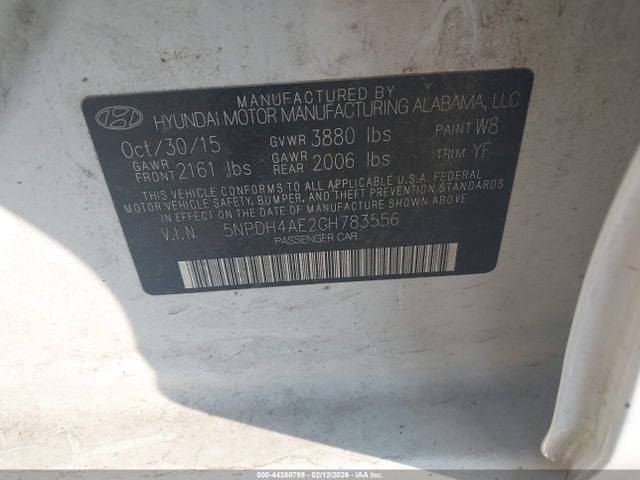 MANUFACTURED BY
HYUNDAI MOTOR MANUFACTURING ALABAMA, LLC
Oct/30/15 GVWR 3880 lbs PAINT W8
GAWR FRONT 2161 lbs GAWR REAR 2006 lbs TRIM YF
THIS VEHICLE CONFORMS TO ALL APPLICABLE U.S.A. FEDERAL
MOTOR VEHICLE SAFETY, BUMPER, AND THEFT PREVENTION STANDARDS
IN EFFECT ON THE DATE OF MANUFACTURE SHOWN ABOVE.
V.I.N 5NPDH4AE2GH783556
PASSENGER CAR
000-44380799 - 02/12/2026 - IAA Inc.